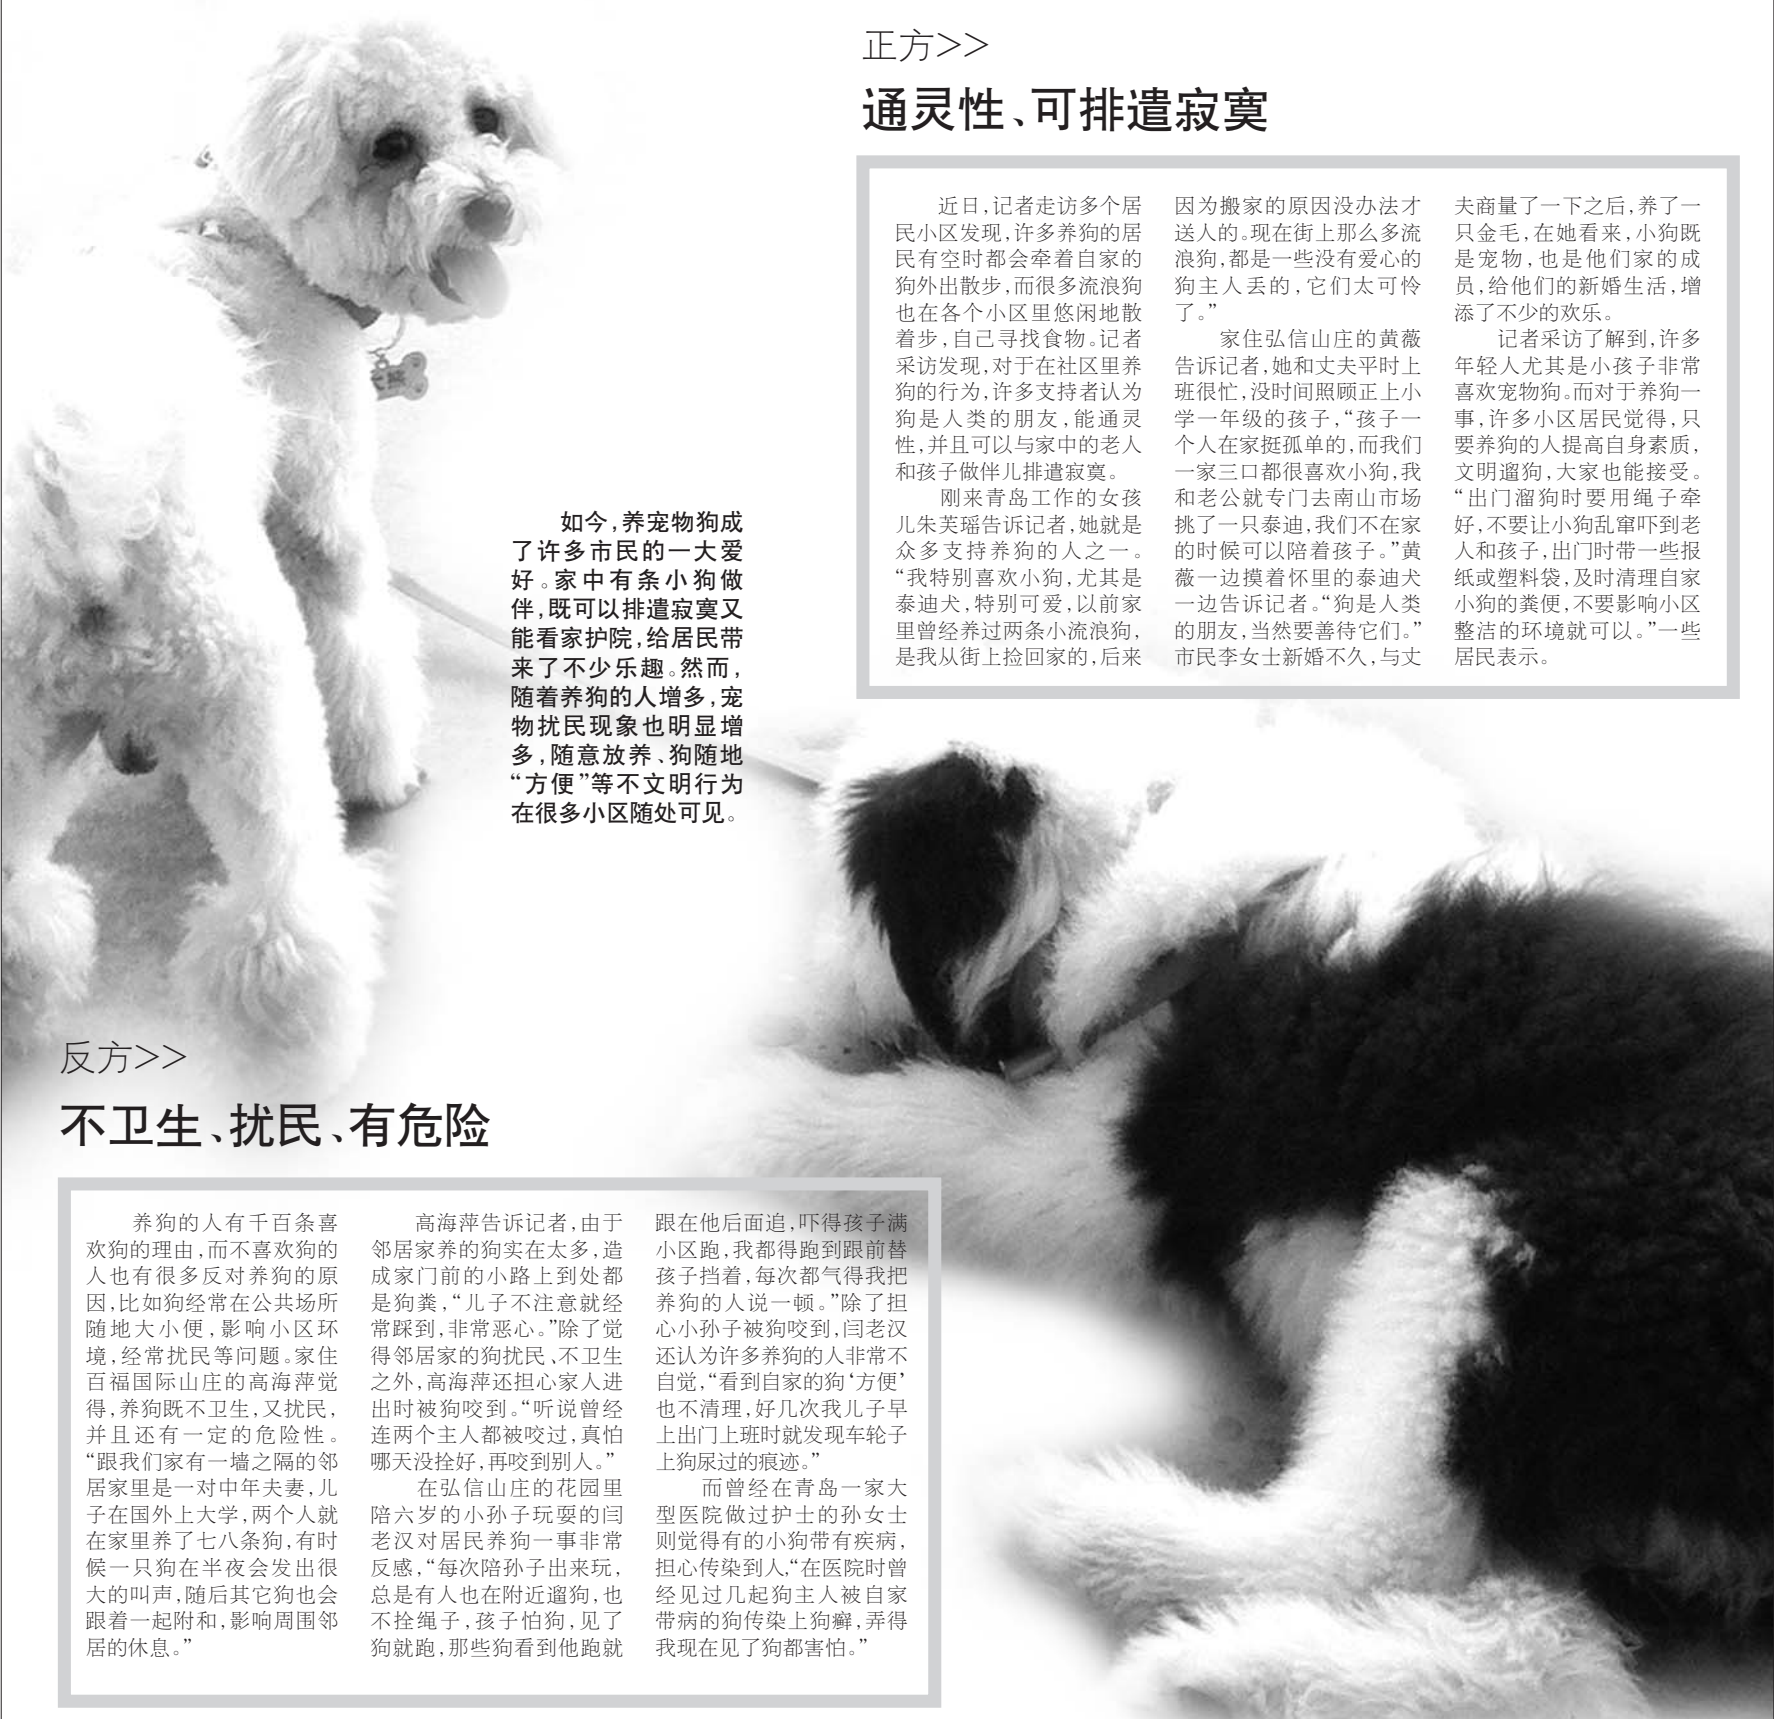 如今,养宠物狗成
了许多市民的一大爱
好。家中有条小狗做
伴,既可以排遣寂寞又
能看家护院,给居民带
来了不少乐趣。然而,
随着养狗的人增多,宠
物扰民现象也明显增
多,随意放养、狗随地
“方便”等不文明行为
在很多小区随处可见。
正方>>
通灵性、可排遣寂寞
近日,记者走访多个居
民小区发现,许多养狗的居
民有空时都会牵着自家的
狗外出散步,而很多流浪狗
也在各个小区里悠闲地散
着步,自己寻找食物。记者
采访发现,对于在社区里养
狗的行为,许多支持者认为
狗是人类的朋友,能通灵
性,并且可以与家中的老人
和孩子做伴儿排遣寂寞。
刚来青岛工作的女孩
儿朱芙瑶告诉记者,她就是
众多支持养狗的人之一。
“我特别喜欢小狗,尤其是
泰迪犬,特别可爱,以前家
里曾经养过两条小流浪狗,
是我从街上捡回家的,后来
因为搬家的原因没办法才
送人的。现在街上那么多流
浪狗,都是一些没有爱心的
狗主人丢的,它们太可怜
了。”
家住弘信山庄的黄薇
告诉记者,她和丈夫平时上
班很忙,没时间照顾正上小
学一年级的孩子,“孩子一
个人在家挺孤单的,而我们
一家三口都很喜欢小狗,我
和老公就专门去南山市场
挑了一只泰迪,我们不在家
的时候可以陪着孩子。”黄
薇一边摸着怀里的泰迪犬
一边告诉记者。“狗是人类
的朋友,当然要善待它们。”
市民李女士新婚不久,与丈
夫商量了一下之后,养了一
只金毛,在她看来,小狗既
是宠物,也是他们家的成
员,给他们的新婚生活,增
添了不少的欢乐。
记者采访了解到,许多
年轻人尤其是小孩子非常
喜欢宠物狗。而对于养狗一
事,许多小区居民觉得,只
要养狗的人提高自身素质,
文明遛狗,大家也能接受。
“出门溜狗时要用绳子牵
好,不要让小狗乱窜吓到老
人和孩子,出门时带一些报
纸或塑料袋,及时清理自家
小狗的粪便,不要影响小区
整洁的环境就可以。”一些
居民表示。
反方>>
不卫生、扰民、有危险
养狗的人有千百条喜
欢狗的理由,而不喜欢狗的
人也有很多反对养狗的原
因,比如狗经常在公共场所
随地大小便,影响小区环
境,经常扰民等问题。家住
百福国际山庄的高海萍觉
得,养狗既不卫生,又扰民,
并且还有一定的危险性。
“跟我们家有一墙之隔的邻
居家里是一对中年夫妻,儿
子在国外上大学,两个人就
在家里养了七八条狗,有时
候一只狗在半夜会发出很
大的叫声,随后其它狗也会
跟着一起附和,影响周围邻
居的休息。”
高海萍告诉记者,由于
邻居家养的狗实在太多,造
成家门前的小路上到处都
是狗粪,“儿子不注意就经
常踩到,非常恶心。”除了觉
得邻居家的狗扰民、不卫生
之外,高海萍还担心家人进
出时被狗咬到。“听说曾经
连两个主人都被咬过,真怕
哪天没拴好,再咬到别人。”
在弘信山庄的花园里
陪六岁的小孙子玩耍的闫
老汉对居民养狗一事非常
反感,“每次陪孙子出来玩,
总是有人也在附近遛狗,也
不拴绳子,孩子怕狗,见了
狗就跑,那些狗看到他跑就
跟在他后面追,吓得孩子满
小区跑,我都得跑到跟前替
孩子挡着,每次都气得我把
养狗的人说一顿。”除了担
心小孙子被狗咬到,闫老汉
还认为许多养狗的人非常不
自觉,“看到自家的狗‘方便’
也不清理,好几次我儿子早
上出门上班时就发现车轮子
上狗尿过的痕迹。”
而曾经在青岛一家大
型医院做过护士的孙女士
则觉得有的小狗带有疾病,
担心传染到人,“在医院时曾
经见过几起狗主人被自家
带病的狗传染上狗癣,弄得
我现在见了狗都害怕。”